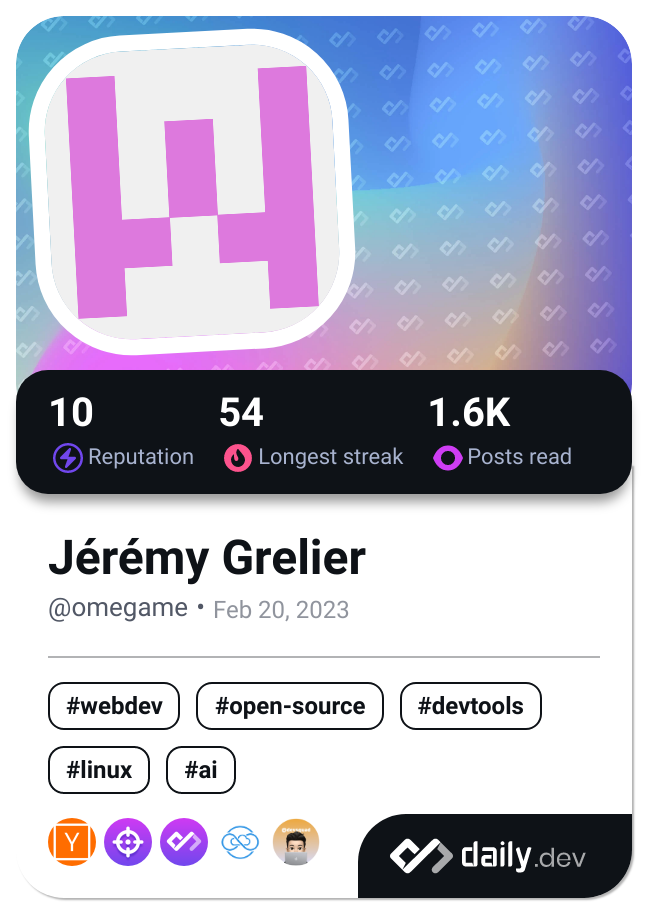 10 54 1.6K
Reputation Longest streak Posts read
Jérémy Grelier
@omegame • Feb 20, 2023
#webdev #open-source #devtools
#linux #ai
Y
daily.dev